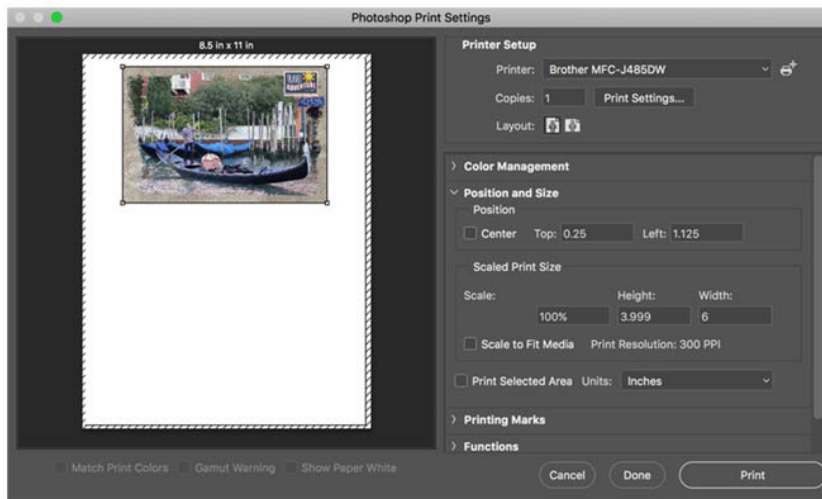 Photoshop Print Settings
8.5 in x 11 in
TRAVEL
ADVENTURE
Printer Setup
Printer: Brother MFC-J485DW
Copies: 1 Print Settings...
Layout:
Color Management
Position and Size
Position
Center Top: 0.25 Left: 1.125
Scaled Print Size
Scale: Height: Width:
100% 3.999 6
Scale to Fit Media Print Resolution: 300 PPI
Print Selected Area Units: Inches
Printing Marks
Functions
Match Print Colors Gamut Warning Show Paper White
Cancel Done Print